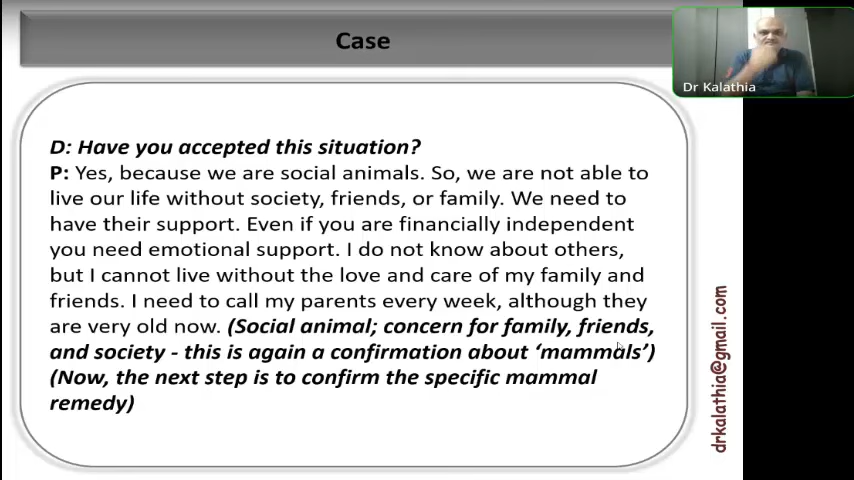 Case
Dr Kalathia
D: Have you accepted this situation?
P: Yes, because we are social animals. So, we are not able to
live our life without society, friends, or family. We need to
have their support. Even if you are financially independent
you need emotional support. I do not know about others,
but I cannot live without the love and care of my family and
friends. I need to call my parents every week, although they
are very old now. (Social animal; concern for family, friends,
and society - this is again a confirmation about ‘mammals’)
(Now, the next step is to confirm the specific mammal
remedy)
drkalathia@gmail.com